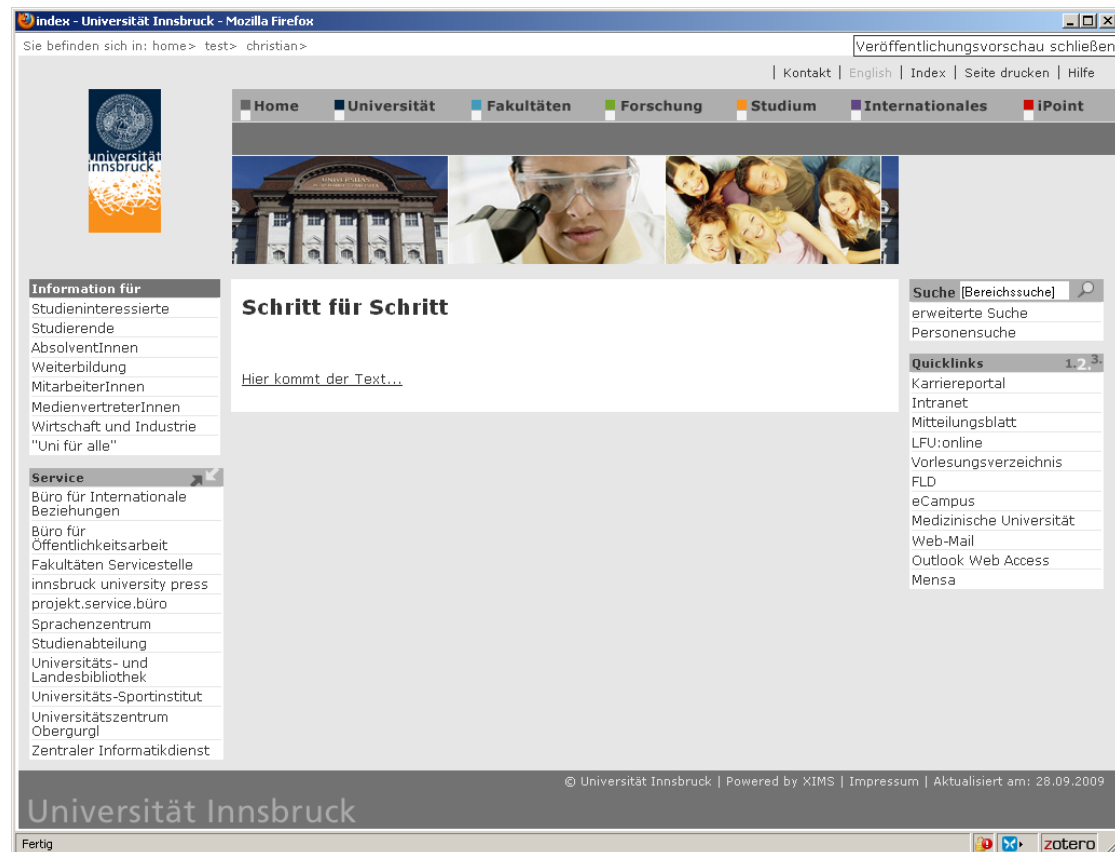 index - Universität Innsbruck - Mozilla Firefox
Sie befinden sich in: home> test> christian>
Veröffentlichungsvorschau schließen
| Kontakt | English | Index | Seite drucken | Hilfe
universität
innsbruck
Home Universität Fakultäten Forschung Studium Internationales iPoint
UNIVERSITAS
Information für
Studieninteressierte
Studierende
AbsolventInnen
Weiterbildung
MitarbeiterInnen
MedienvertreterInnen
Wirtschaft und Industrie
"Uni für alle"
Service
Büro für Internationale
Beziehungen
Büro für
Öffentlichkeitsarbeit
Fakultäten Servicestelle
innsbruck university press
projekt.service.büro
Sprachenzentrum
Studienabteilung
Universitäts- und
Landesbibliothek
Universitäts-Sportinstitut
Universitätszentrum
Obergurgl
Zentraler Informatikdienst
Schritt für Schritt
Hier kommt der Text...
Suche [Bereichssuche]
erweiterte Suche
Personensuche
Quicklinks 1.2.3.
Karriereportal
Intranet
Mitteilungsblatt
LFU:online
Vorlesungsverzeichnis
FLD
eCampus
Medizinische Universität
Web-Mail
Outlook Web Access
Mensa
© Universität Innsbruck | Powered by XIMS | Impressum | Aktualisiert am: 28.09.2009
Universität Innsbruck
Fertig
zotero